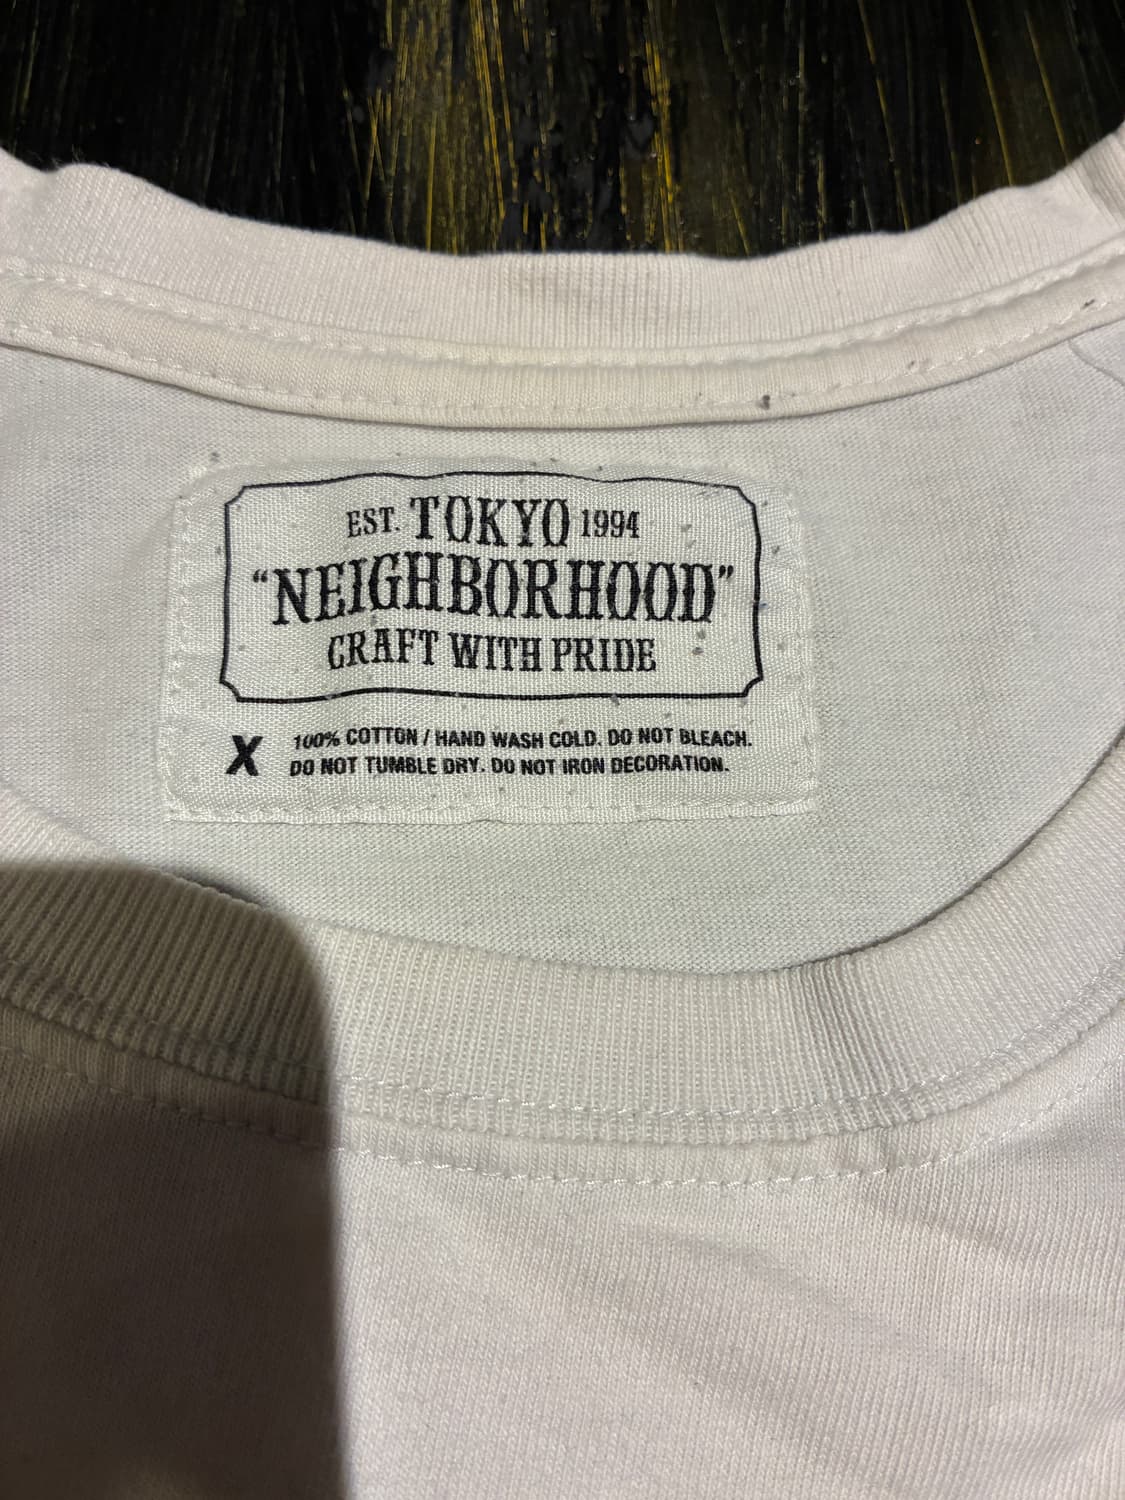 EST. TOKYO 1994
"NEIGHBORHOOD"
CRAFT WITH PRIDE
X 100% COTTON / HAND WASH COLD. DO NOT BLEACH.
DO NOT TUMBLE DRY. DO NOT IRON DECORATION.